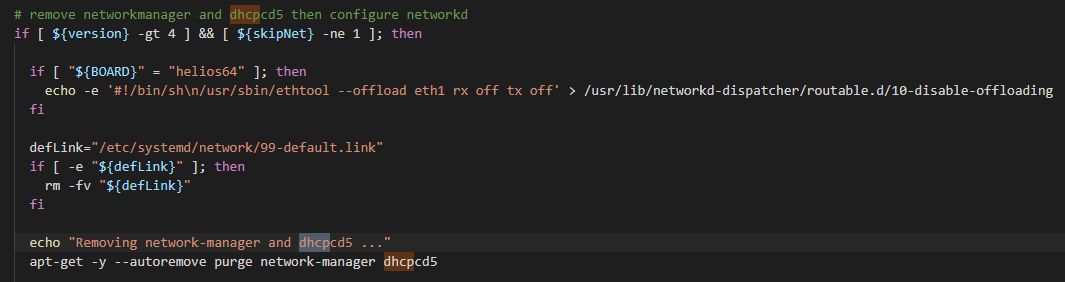 # remove networkmanager and dhcpcd5 then configure networkd
if [ ${version} -gt 4 ] && [ ${skipNet} -ne 1 ]; then
if [ "${BOARD}" = "helios64" ]; then
echo -e '#!/bin/sh\n/usr/sbin/ethtool --offload eth1 rx off tx off' > /usr/lib/networkd-dispatcher/routable.d/10-disable-offloading
fi
defLink="/etc/systemd/network/99-default.link"
if [ -e "${defLink}" ]; then
rm -fv "${defLink}"
fi
echo "Removing network-manager and dhcpcd5 ..."
apt-get -y --autoremove purge network-manager dhcpcd5